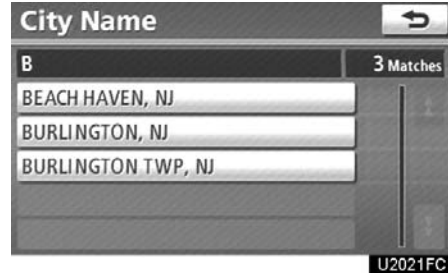 City Name
B 3 Matches
BEACH HAVEN, NJ
BURLINGTON, NJ
BURLINGTON TWP, NJ
U2021FC